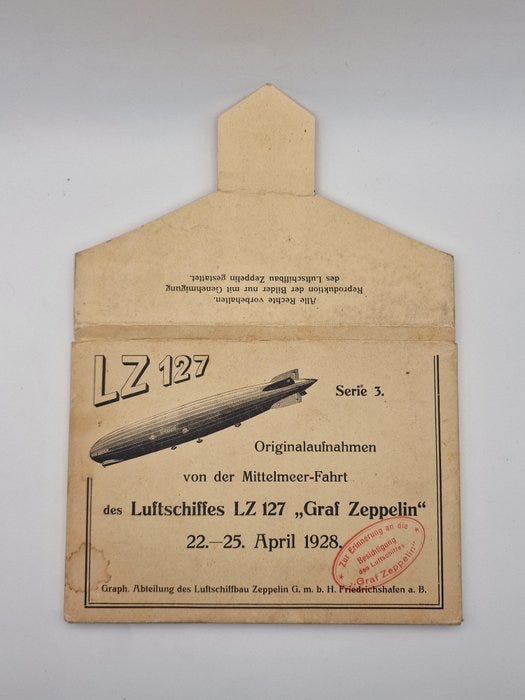 Alle Rechte vorbehalten.
Reproduktion der Bilder nur mit Genehmigung
des Luftschiffbau Zeppelin gestattet.
LZ 127
Serie 3.
Originalaufnahmen
von der Mittelmeer-Fahrt
des Luftschiffes LZ 127 „Graf Zeppelin“
22.—25. April 1928.
Zur Erinnerung an die
Besichtigung
des Luftschiffes
„Graf Zeppelin“
Graph. Abteilung des Luftschiffbau Zeppelin G. m. b. H. Friedrichshafen a. B.